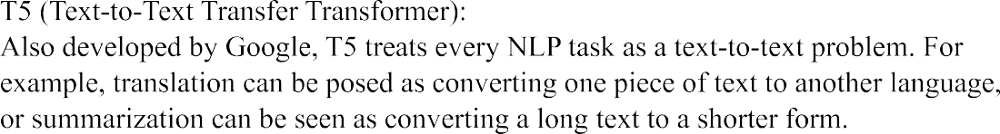 T5 (Text-to-Text Transfer Transformer):
Also developed by Google, T5 treats every NLP task as a text-to-text problem. For
example, translation can be posed as converting one piece of text to another language,
or summarization can be seen as converting a long text to a shorter form.